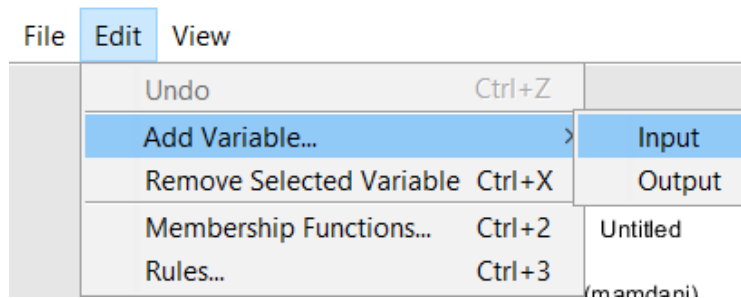 File Edit View
Undo Ctrl+Z
Add Variable... > Input
Remove Selected Variable Ctrl+X Output
Membership Functions... Ctrl+2 Untitled
Rules... Ctrl+3
(mamdani)